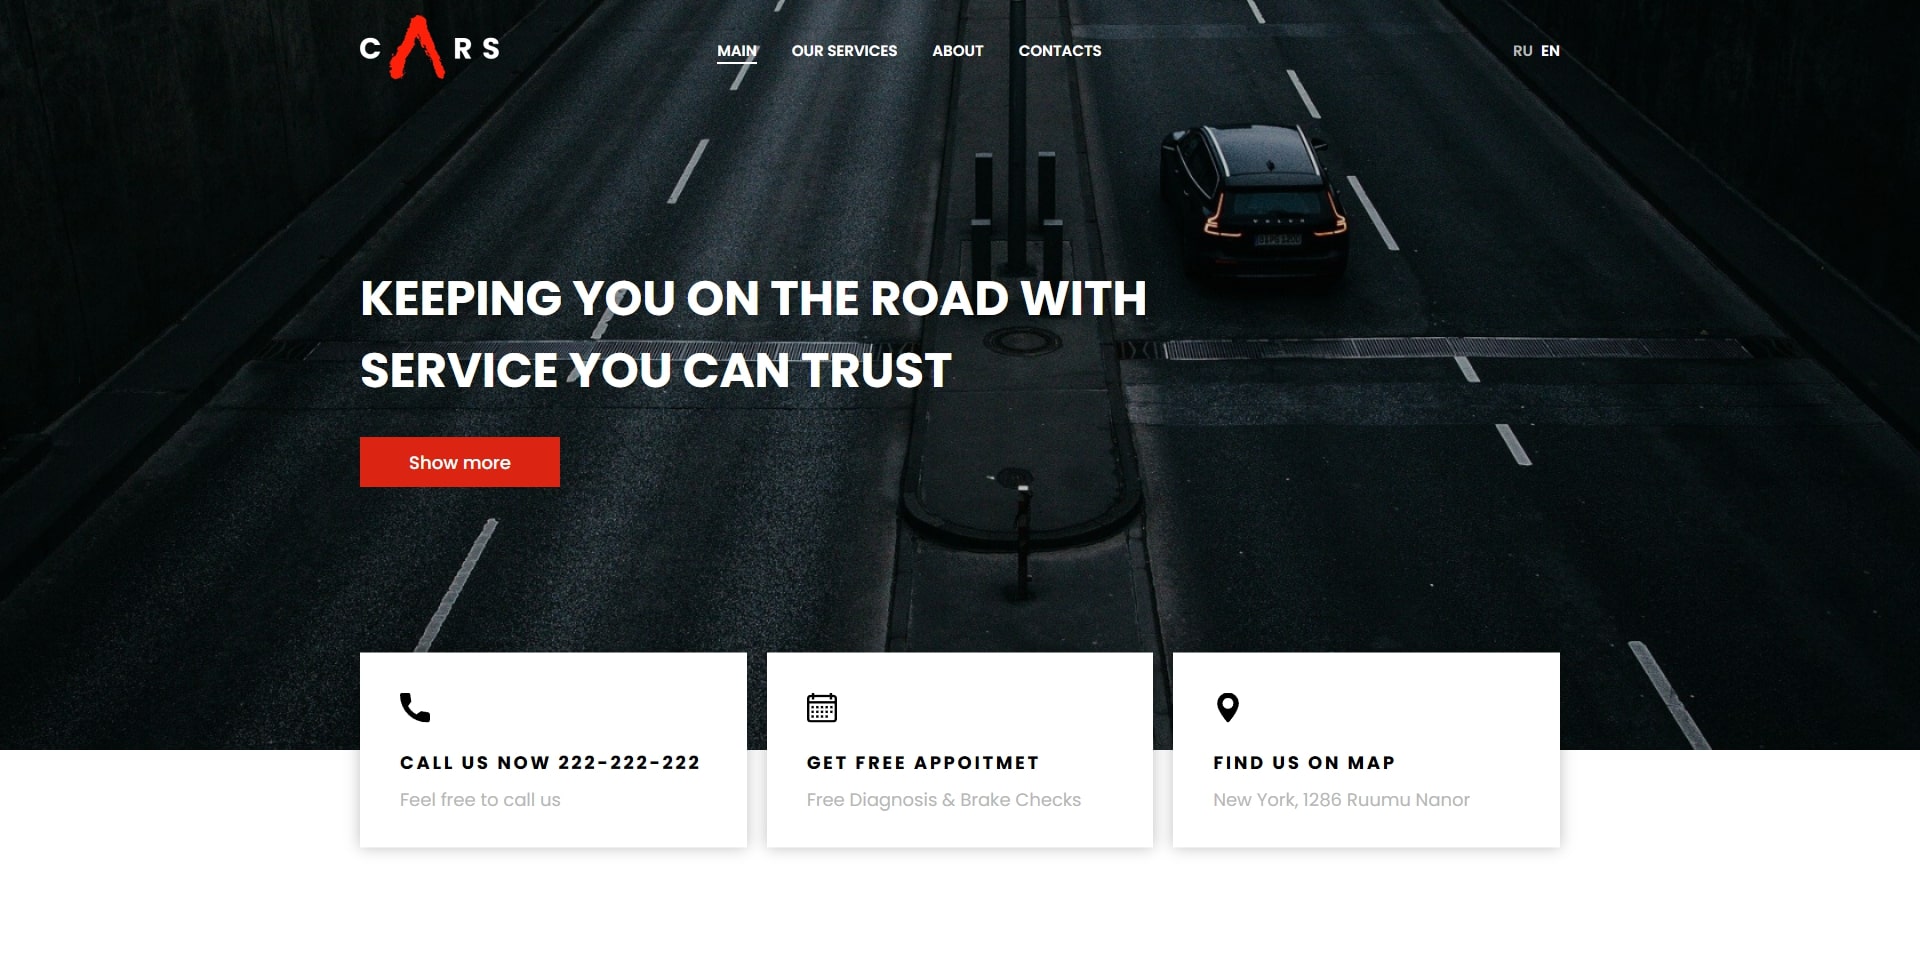 CARS
MAIN OUR SERVICES ABOUT CONTACTS
RU EN
VOLVO
KEEPING YOU ON THE ROAD WITH
SERVICE YOU CAN TRUST
Show more
CALL US NOW 222-222-222
Feel free to call us
GET FREE APPOITMET
Free Diagnosis & Brake Checks
FIND US ON MAP
New York, 1286 Ruumu Nanor